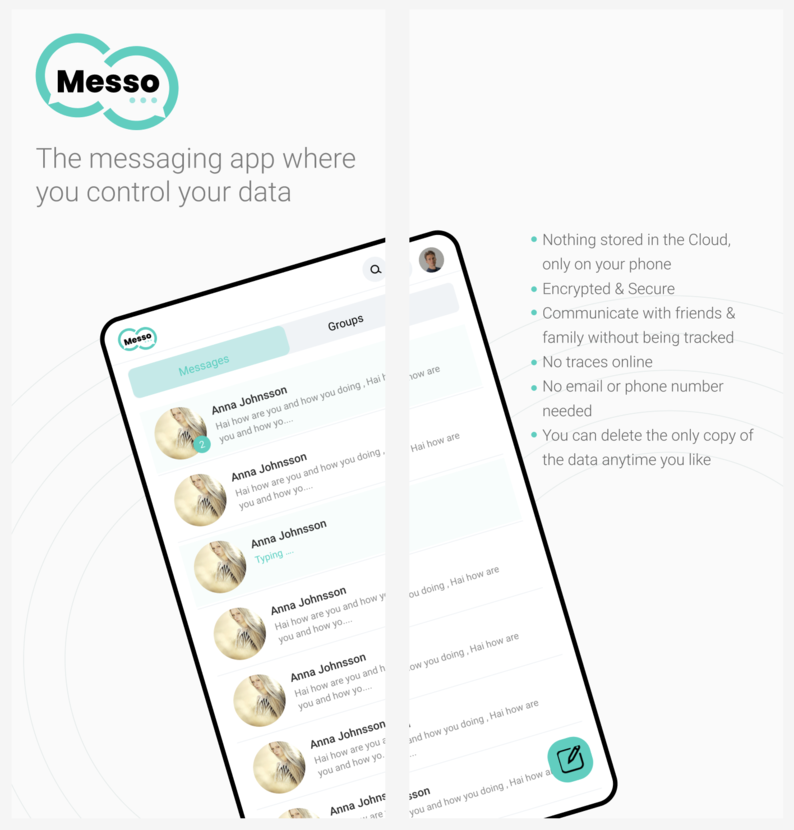 Messo
The messaging app where
you control your data
Nothing stored in the Cloud,
only on your phone
Encrypted & Secure
Communicate with friends &
family without being tracked
No traces online
No email or phone number
needed
You can delete the only copy of
the data anytime you like
Messo
Messages
Groups
Anna Johnsson
Hai how are you and how you doing , Hai how are
you and how yo....
2
Anna Johnsson
Hai how are you and how you doing , Hai how are
you and how yo....
Anna Johnsson
Typing ...
Anna Johnsson
Hai how are you and how you doing , Hai how are
you and how yo....
Anna Johnsson
Hai how are you and how you doing , Hai how are
you and how yo....
Anna Johnsson
Hai how are you and how you doing , Hai how are
you and how yo....
Anna Johnsson
you and how you doing , Hai how a